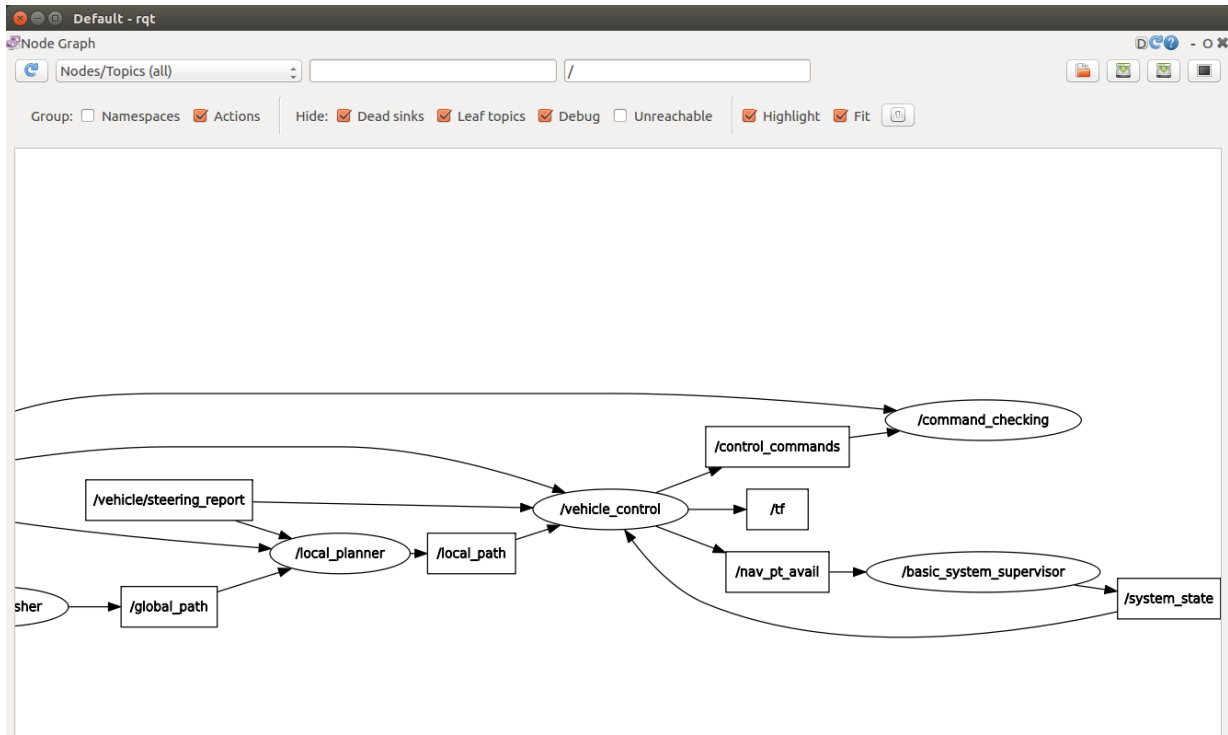 Default - rqt
Node Graph
D - O
Nodes/Topics (all) /
Group: Namespaces Actions Hide: Dead sinks Leaf topics Debug Unreachable Highlight Fit
/command_checking
/control_commands
/vehicle/steering_report
/vehicle_control
/tf
/local_planner
/local_path
/nav_pt_avail
/basic_system_supervisor
/system_state
sher
/global_path